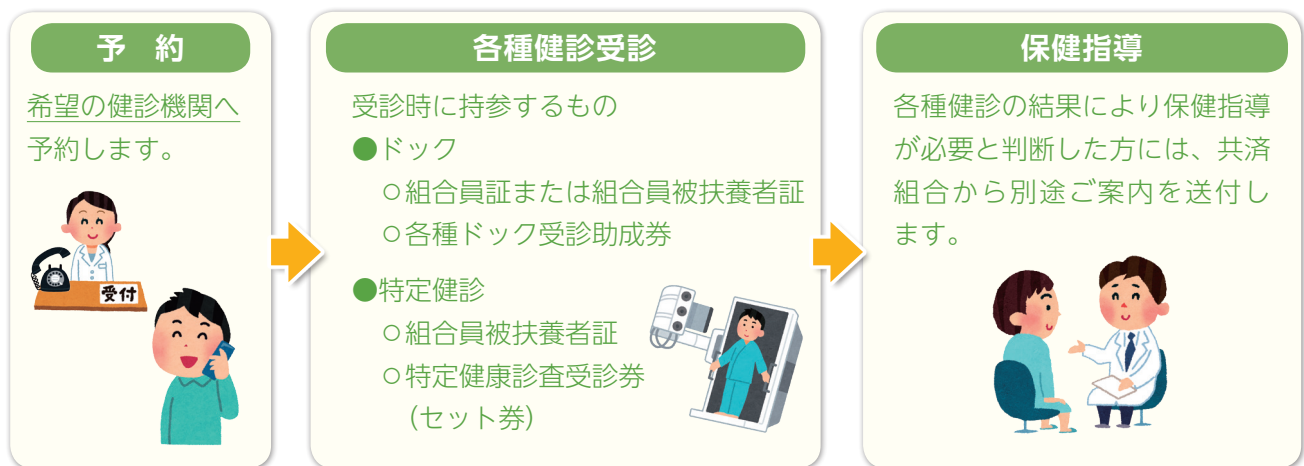 予 約
希望の健診機関へ
予約します。
受付
各種健診受診
受診時に持参するもの
●ドック
○組合員証または組合員被扶養者証
○各種ドック受診助成券
●特定健診
○組合員被扶養者証
○特定健康診査受診券
（セット券）
保健指導
各種健診の結果により保健指導
が必要と判断した方には、共済
組合から別途ご案内を送付し
ます。